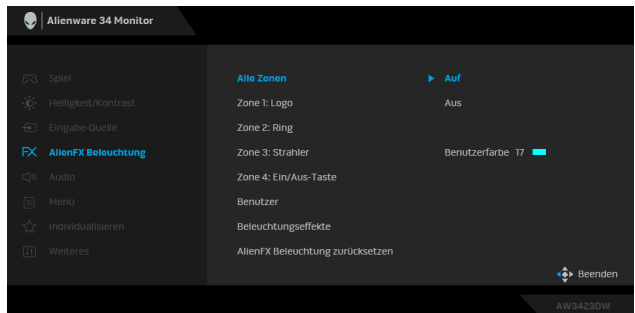 Alienware 34 Monitor
Spiel
Helligkeit/Kontrast
Eingabe-Quelle
FX AlienFX Beleuchtung
Audio
Menü
Individualisieren
Weiteres
Alle Zonen
Zone 1: Logo
Zone 2: Ring
Zone 3: Strahler
Zone 4: Ein/Aus-Taste
Benutzer
Beleuchtungseffekte
AlienFX Beleuchtung zurücksetzen
Auf
Aus
Benutzerfarbe 17
Beenden
AW3423DW